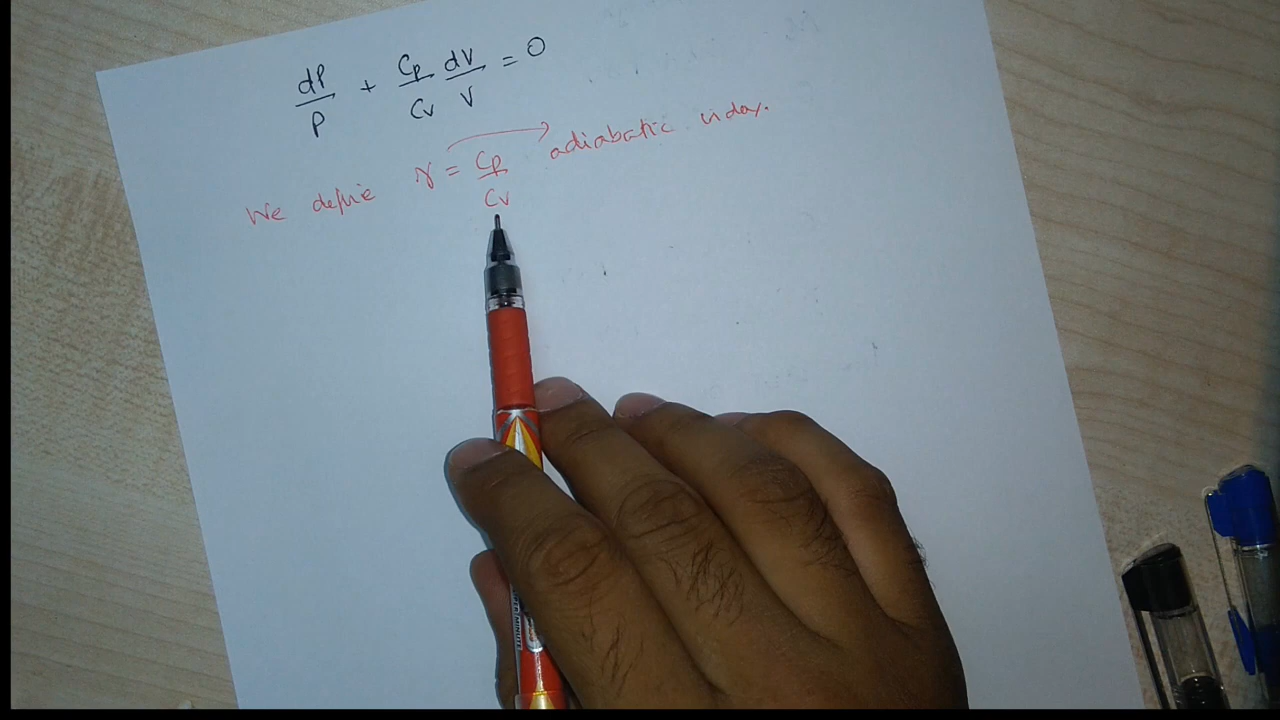 dP/P + Cp/Cv dV/V = 0
We define γ = Cp/Cv → adiabatic index.